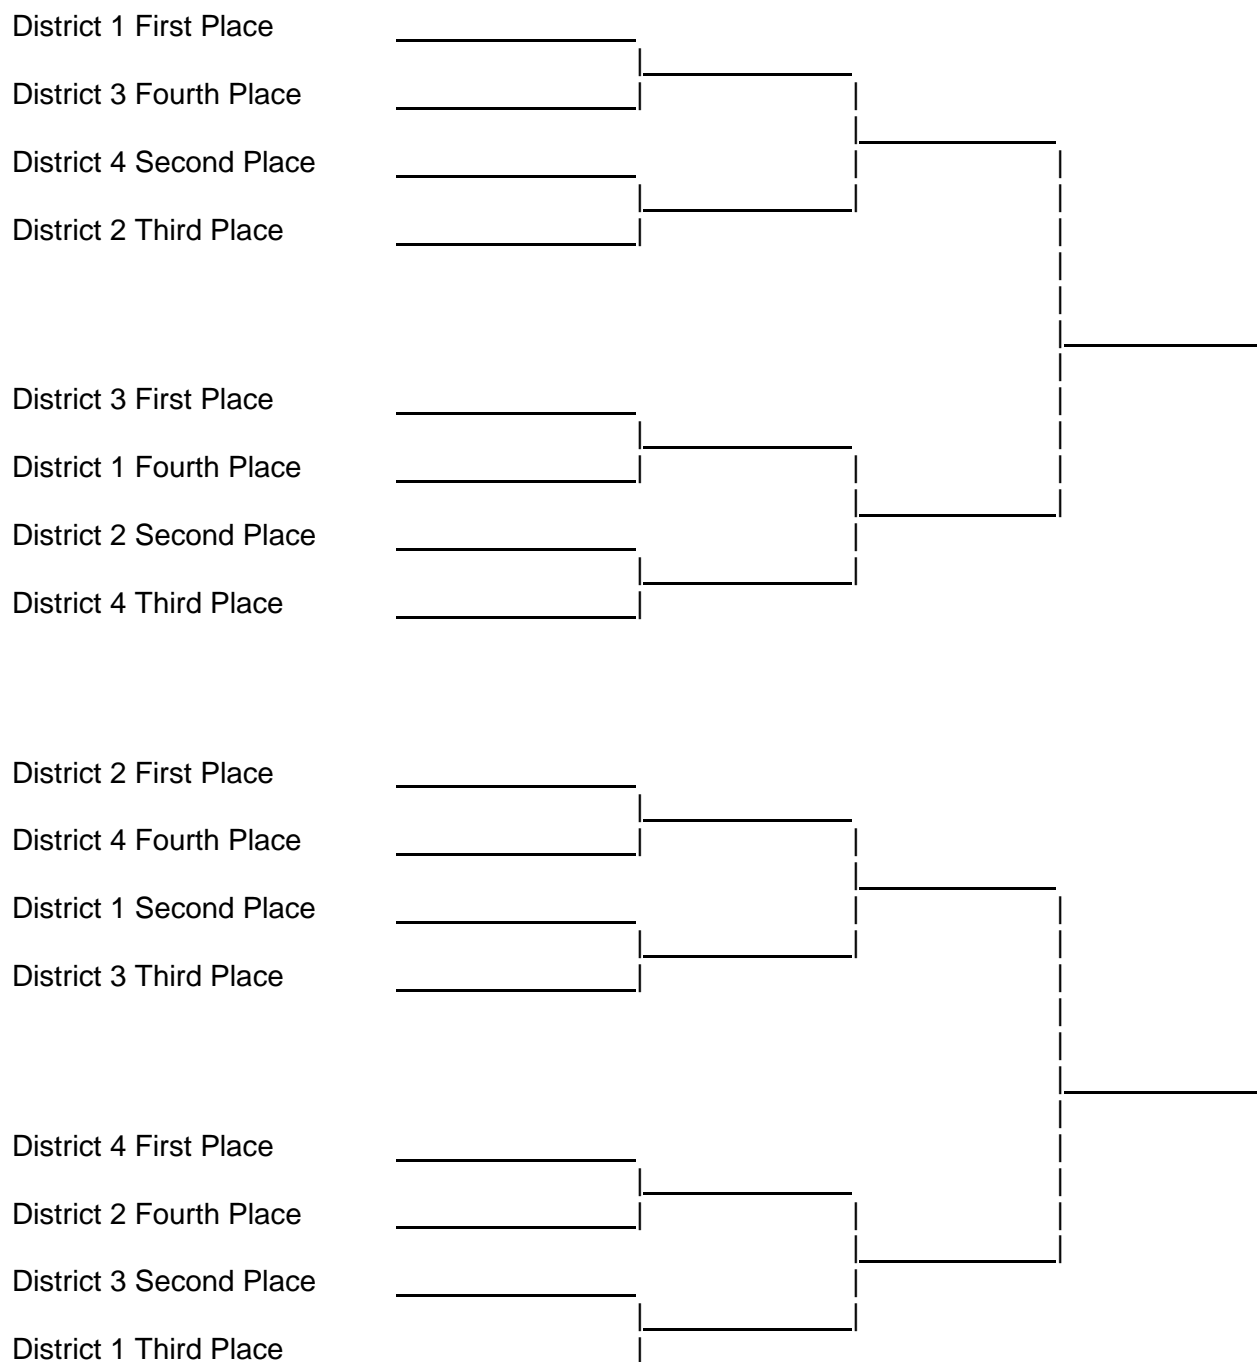 District 1 First Place
District 3 Fourth Place
District 4 Second Place
District 2 Third Place
District 3 First Place
District 1 Fourth Place
District 2 Second Place
District 4 Third Place
District 2 First Place
District 4 Fourth Place
District 1 Second Place
District 3 Third Place
District 4 First Place
District 2 Fourth Place
District 3 Second Place
District 1 Third Place